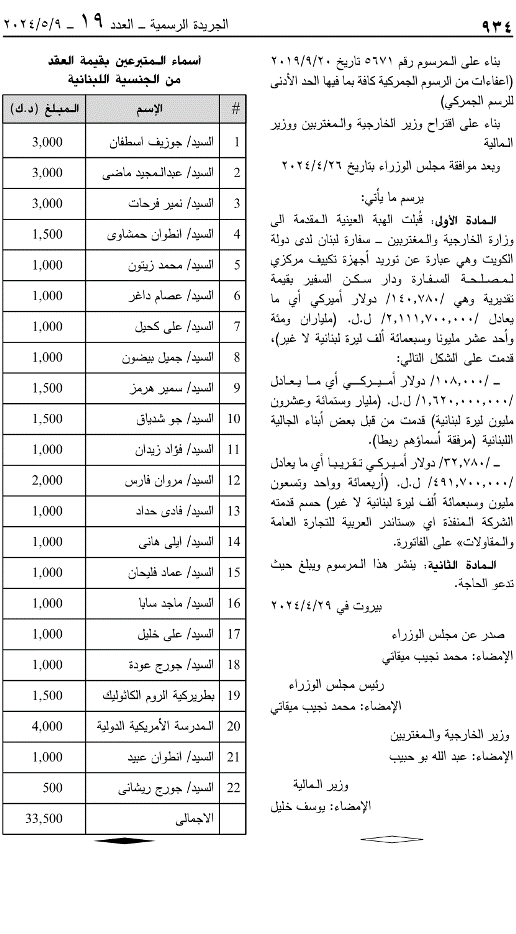 ٩٣٤
الجريدة الرسمية ــ العدد ١٩ ــ ٢٠٢٤/٥/٩
بناء على المرسوم رقم ٥٦٧١ تاريخ ٢٠١٩/٩/٢٠
(اعفاءات من الرسوم الجمركية كافة بما فيها الحد الأدنى
للرسم الجمركي)
بناء على اقتراح وزير الخارجية والمغتربين ووزير
المالية
وبعد موافقة مجلس الوزراء بتاريخ ٢٠٢٤/٤/٢٦
يرسم ما يأتي:
المادة الأولى: قُبلت الهبة العينية المقدمة الى
وزارة الخارجية والمغتربين ــ سفارة لبنان لدى دولة
الكويت وهي عبارة عن توريد أجهزة تكييف مركزي
لمصلحة السفارة ودار سكن السفير بقيمة
تقديرية وهي /١٤٠,٧٨٠/ دولار أميركي أي ما
يعادل /٢,١١١,٧٠٠,٠٠٠/ ل.ل. (ملياران ومئة
وأحد عشر مليونا وسبعمائة ألف ليرة لبنانية لا غير)،
قدمت على الشكل التالي:
ــ /١٠٨,٠٠٠/ دولار أميركي أي ما يعادل
/١,٦٢٠,٠٠٠,٠٠٠/ ل.ل. (مليار وستمائة وعشرون
مليون ليرة لبنانية) قدمت من قبل بعض أبناء الجالية
اللبنانية (مرفقة أسماؤهم ربطا).
ــ /٣٢,٧٨٠/ دولار أميركي تقريبا أي ما يعادل
/٤٩١,٧٠٠,٠٠٠/ ل.ل. (أربعمائة وواحد وتسعون
مليون وسبعمائة ألف ليرة لبنانية لا غير) حسم قدمته
الشركة المنفذة اي «ستاندر العربية للتجارة العامة
والمقاولات» على الفاتورة.
المادة الثانية: ينشر هذا المرسوم ويبلغ حيث
تدعو الحاجة.
بيروت في ٢٠٢٤/٤/٢٩
صدر عن مجلس الوزراء
الإمضاء: محمد نجيب ميقاتي
رئيس مجلس الوزراء
الإمضاء: محمد نجيب ميقاتي
وزير الخارجية والمغتربين
الإمضاء: عبد الله بو حبيب
وزير المالية
الإمضاء: يوسف خليل
أسماء المتبرعين بقيمة العقد
من الجنسية اللبنانية
# الإسم المبلغ (د.ك)
1 السيد/ جوزيف اسطفان 3,000
2 السيد/ عبدالمجيد ماضى 3,000
3 السيد/ نمير فرحات 3,000
4 السيد/ انطوان حمشاوى 1,500
5 السيد/ محمد زيتون 1,000
6 السيد/ عصام داغر 1,000
7 السيد/ على كحيل 1,000
8 السيد/ جميل بيضون 1,000
9 السيد/ سمير هرمز 1,500
10 السيد/ جو شدياق 1,500
11 السيد/ فؤاد زيدان 1,000
12 السيد/ مروان فارس 2,000
13 السيد/ فادى حداد 1,000
14 السيد/ ايلى هانى 1,000
15 السيد/ عماد فليحان 1,000
16 السيد/ ماجد سابا 1,000
17 السيد/ على خليل 1,000
18 السيد/ جورج عودة 1,000
19 بطريركية الروم الكاثوليك 1,500
20 المدرسة الأمريكية الدولية 4,000
21 السيد/ انطوان عبيد 1,000
22 السيد/ جورج ريشانى 500
الاجمالى 33,500